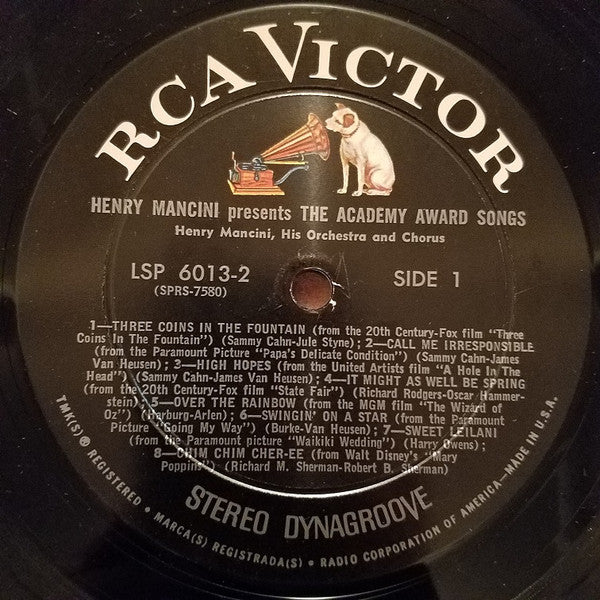 RCA VICTOR
HENRY MANCINI presents THE ACADEMY AWARD SONGS
Henry Mancini, His Orchestra and Chorus
LSP 6013-2
(SPRS-7580)
SIDE 1
1—THREE COINS IN THE FOUNTAIN (from the 20th Century-Fox film "Three
Coins In The Fountain") (Sammy Cahn-Jule Styne); 2—CALL ME IRRESPONSIBLE
(from the Paramount Picture "Papa's Delicate Condition") (Sammy Cahn-James
Van Heusen); 3—HIGH HOPES (from the United Artists film "A Hole In The
Head") (Sammy Cahn-James Van Heusen); 4—IT MIGHT AS WELL BE SPRING
(from the 20th Century-Fox film "State Fair") (Richard Rodgers-Oscar Hammer-
stein); 5—OVER THE RAINBOW (from the MGM film "The Wizard of
Oz") (Harburg-Arlen); 6—SWINGIN' ON A STAR (from the Paramount
Picture "Going My Way") (Burke-Van Heusen); 7—SWEET LEILANI
(from the Paramount picture "Waikiki Wedding") (Harry Owens);
8—CHIM CHIM CHER-EE (from Walt Disney's "Mary
Poppins") (Richard M. Sherman-Robert B. Sherman)
STEREO DYNAGROOVE
TMK(S) ® REGISTERED • MARCA(S) REGISTRADA(S) • RADIO CORPORATION OF AMERICA—MADE IN U.S.A.